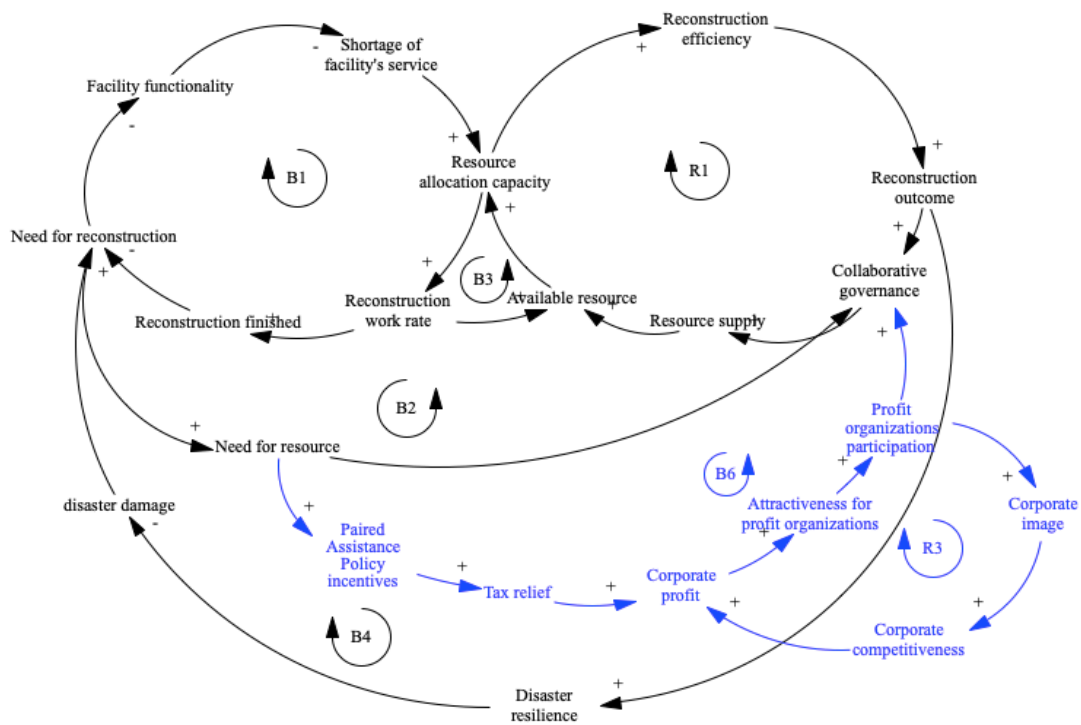 Reconstruction
efficiency
+
-
Shortage of
facility's service
Facility functionality
-
+
+
B1
Resource
allocation capacity
R1
Reconstruction
outcome
+
+
Need for reconstruction
-
+
+
B3
Collaborative
governance
Reconstruction
work rate
+
Available resource
+
Resource supply
+
Reconstruction finished
+
+
B2
+
Need for resource
Profit
organizations
participation
+
B6
+
Corporate
image
disaster damage
-
+
Attractiveness for
profit organizations
+
Paired
Assistance
Policy
incentives
R3
+
Tax relief
+
Corporate
profit
+
+
Corporate
competitiveness
B4
+
Disaster
resilience